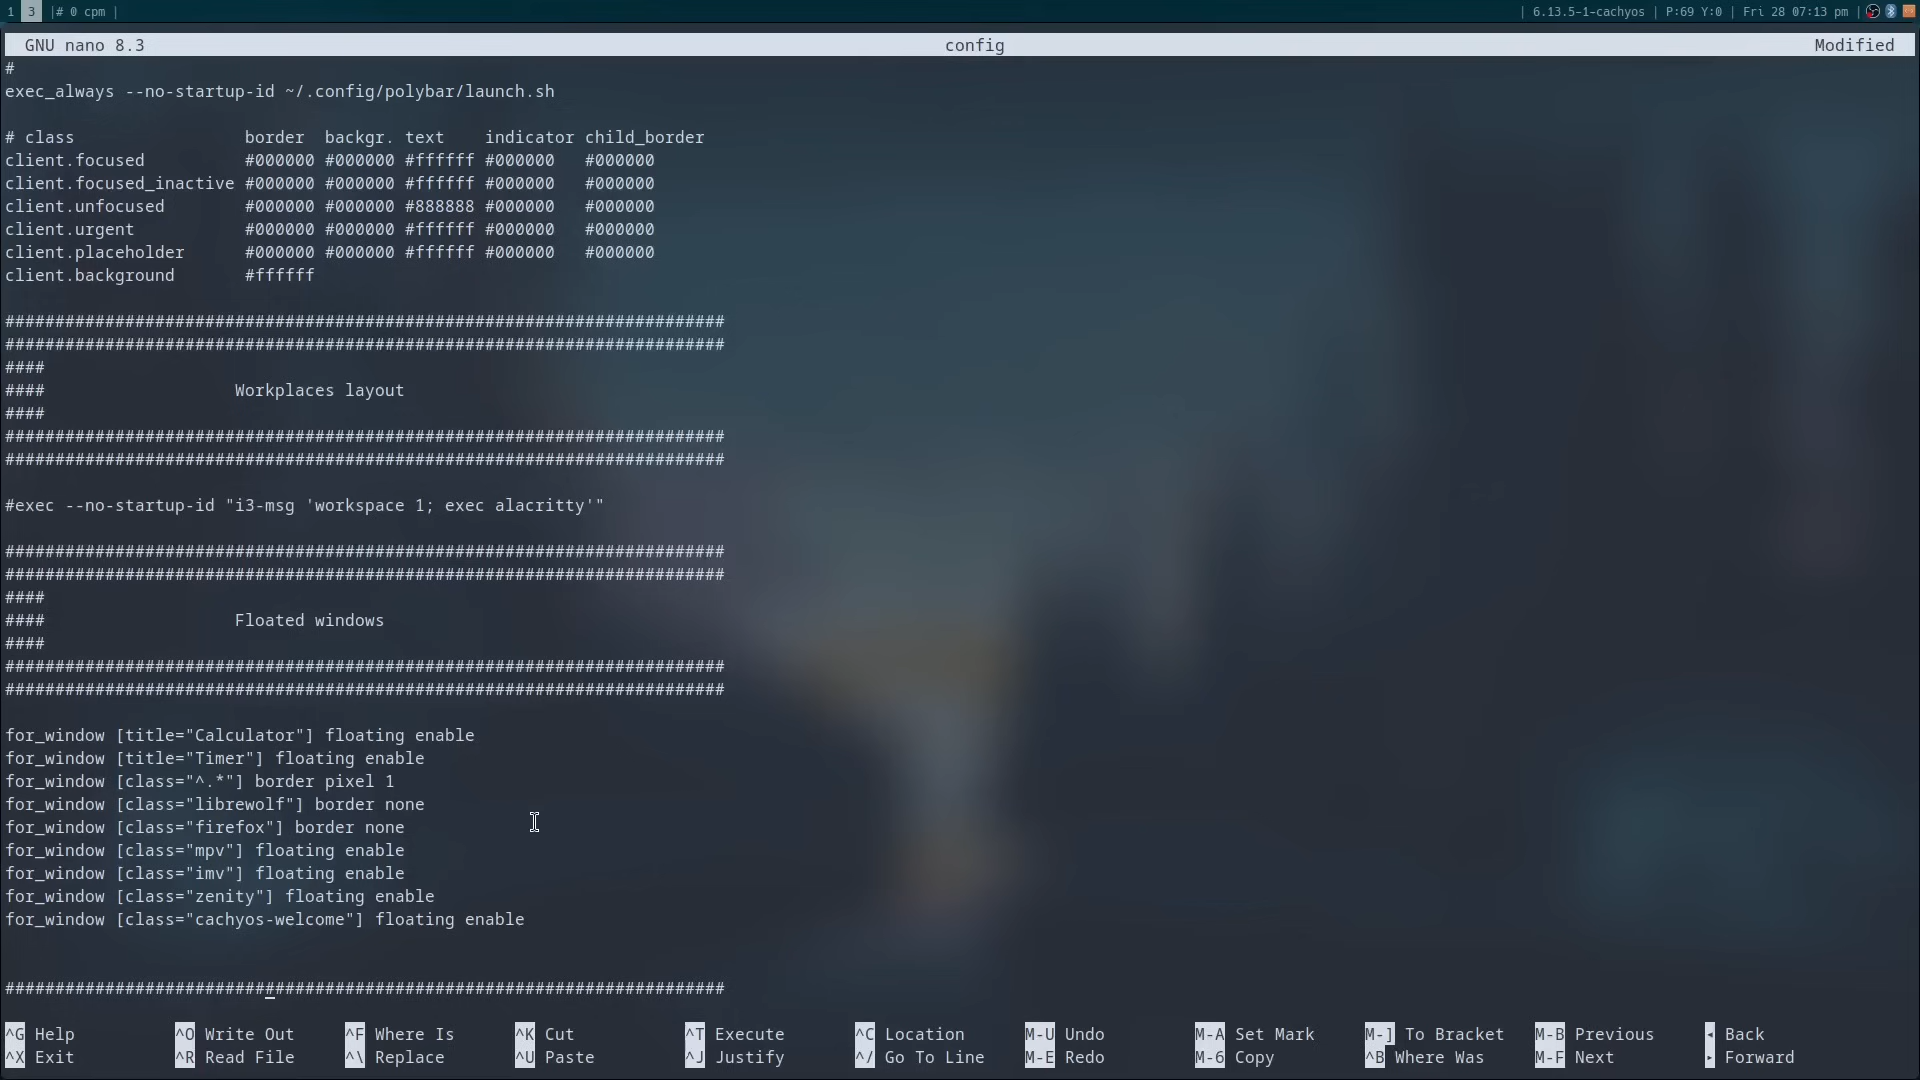 1 3 |# 0 cpm | | 6.13.5-1-cachyos | P:69 Y:0 | Fri 28 07:13 pm |
GNU nano 8.3 config Modified
#
exec_always --no-startup-id ~/.config/polybar/launch.sh
# class border backgr. text indicator child_border
client.focused #000000 #000000 #ffffff #000000 #000000
client.focused_inactive #000000 #000000 #ffffff #000000 #000000
client.unfocused #000000 #000000 #888888 #000000 #000000
client.urgent #000000 #000000 #ffffff #000000 #000000
client.placeholder #000000 #000000 #ffffff #000000 #000000
client.background #ffffff
########################################################################
########################################################################
####
#### Workplaces layout
####
########################################################################
########################################################################
#exec --no-startup-id "i3-msg 'workspace 1; exec alacritty'"
########################################################################
########################################################################
####
#### Floated windows
####
########################################################################
########################################################################
for_window [title="Calculator"] floating enable
for_window [title="Timer"] floating enable
for_window [class="^.*"] border pixel 1
for_window [class="librewolf"] border none
for_window [class="firefox"] border none
for_window [class="mpv"] floating enable
for_window [class="imv"] floating enable
for_window [class="zenity"] floating enable
for_window [class="cachyos-welcome"] floating enable
########################################################################
^G Help ^O Write Out ^F Where Is ^K Cut ^T Execute ^C Location M-U Undo M-A Set Mark M-] To Bracket M-B Previous ◂ Back
^X Exit ^R Read File ^\ Replace ^U Paste ^J Justify ^/ Go To Line M-E Redo M-6 Copy ^B Where Was M-F Next ▸ Forward